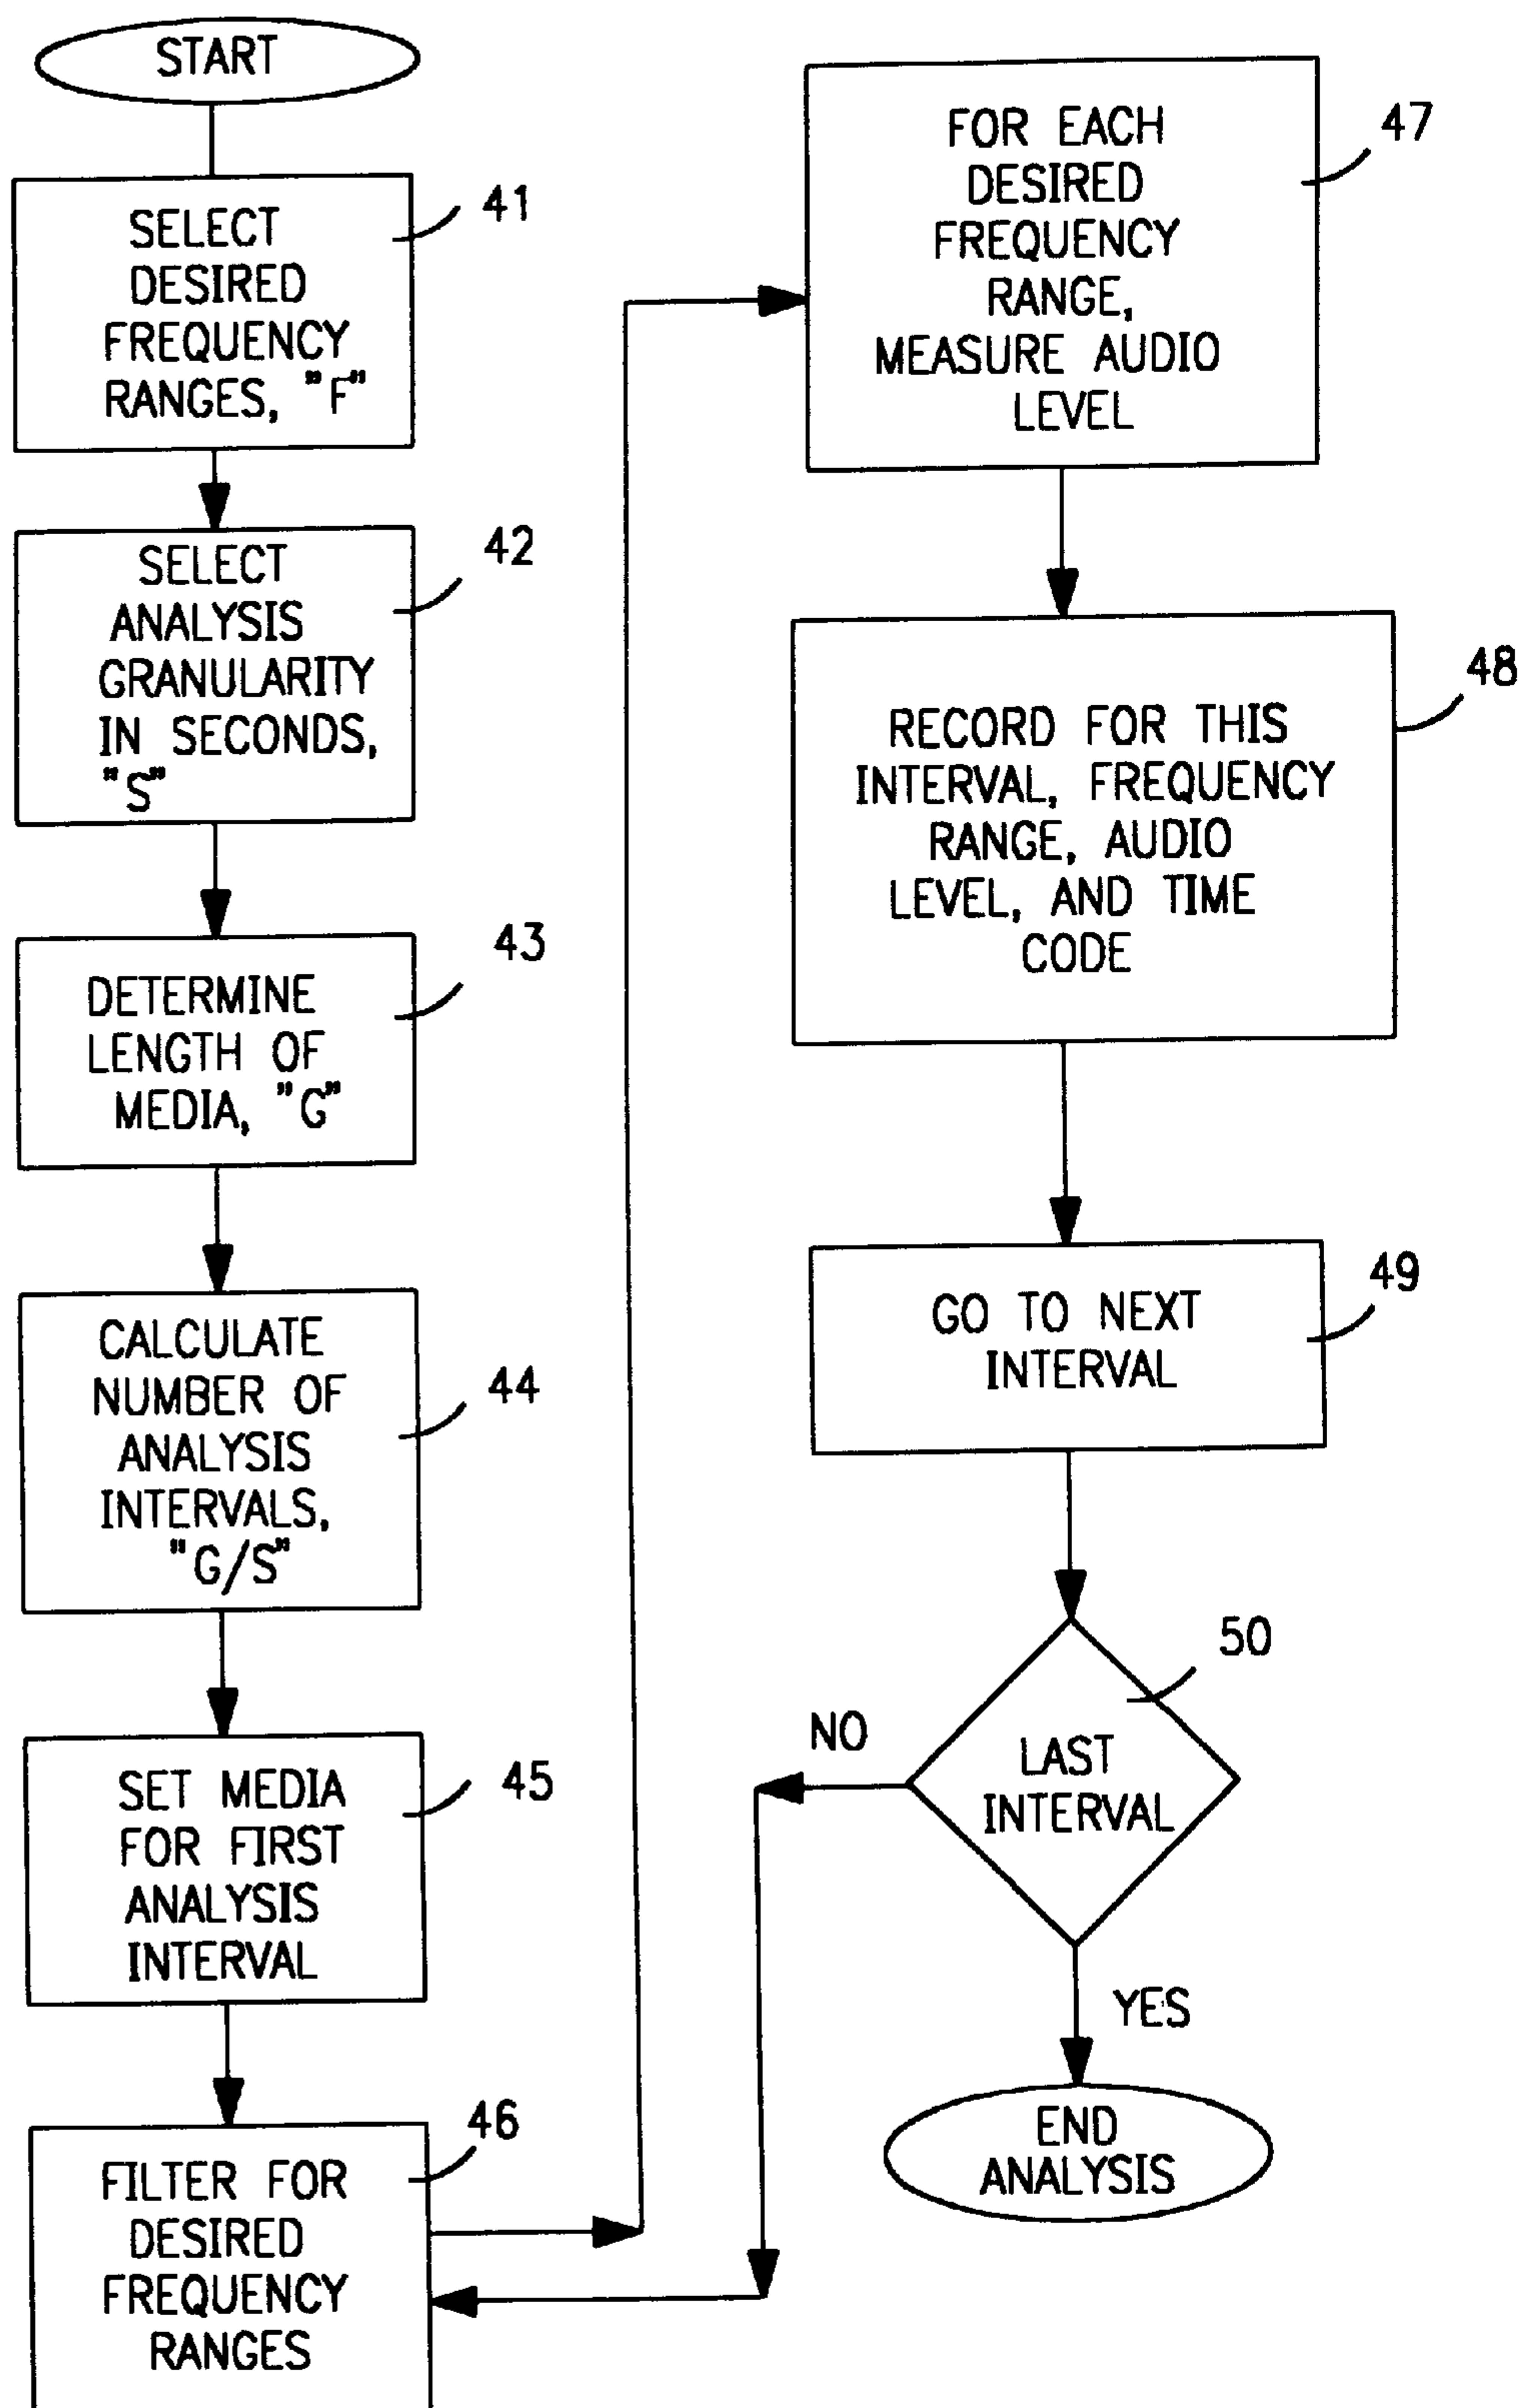 START
SELECT
DESIRED
FREQUENCY
RANGES, "F"
41
SELECT
ANALYSIS
GRANULARITY
IN SECONDS,
"S"
42
DETERMINE
LENGTH OF
MEDIA, "G"
43
CALCULATE
NUMBER OF
ANALYSIS
INTERVALS,
"G/S"
44
SET MEDIA
FOR FIRST
ANALYSIS
INTERVAL
45
FILTER FOR
DESIRED
FREQUENCY
RANGES
46
FOR EACH
DESIRED
FREQUENCY
RANGE,
MEASURE AUDIO
LEVEL
47
RECORD FOR THIS
INTERVAL, FREQUENCY
RANGE, AUDIO
LEVEL, AND TIME
CODE
48
GO TO NEXT
INTERVAL
49
LAST
INTERVAL
50
NO
YES
END
ANALYSIS